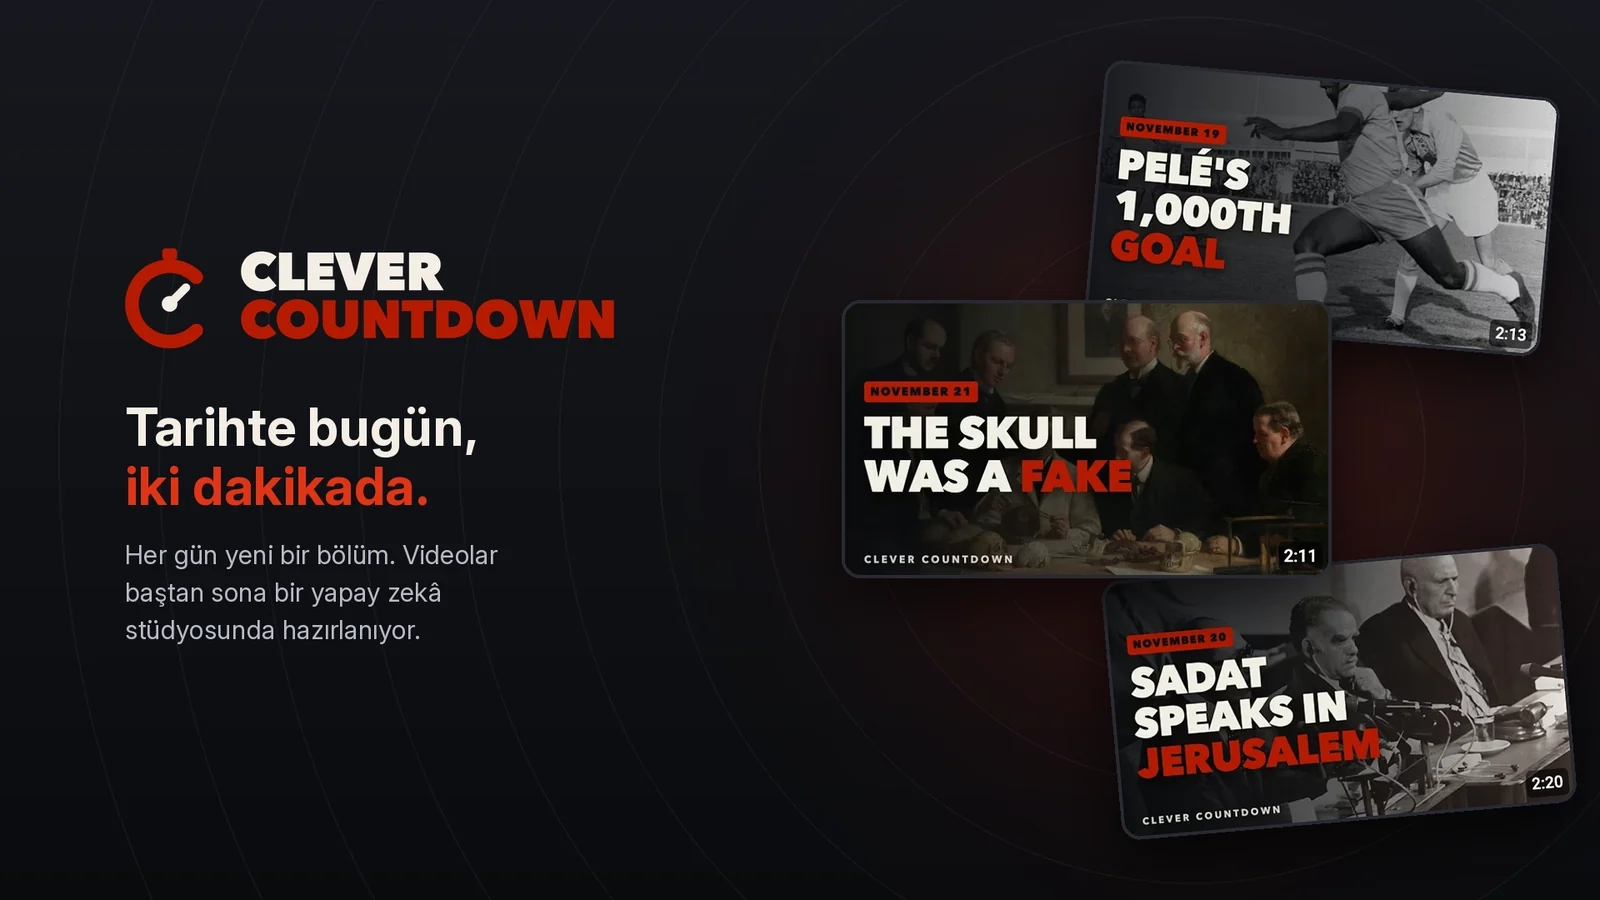 CLEVER
COUNTDOWN
Tarihte bugün,
iki dakikada.
Her gün yeni bir bölüm. Videolar
baştan sona bir yapay zekâ
stüdyosunda hazırlanıyor.
NOVEMBER 19
PELÉ'S
1,000TH
GOAL
2:13
NOVEMBER 21
THE SKULL
WAS A FAKE
CLEVER COUNTDOWN
2:11
NOVEMBER 20
SADAT
SPEAKS IN
JERUSALEM
CLEVER COUNTDOWN
2:20